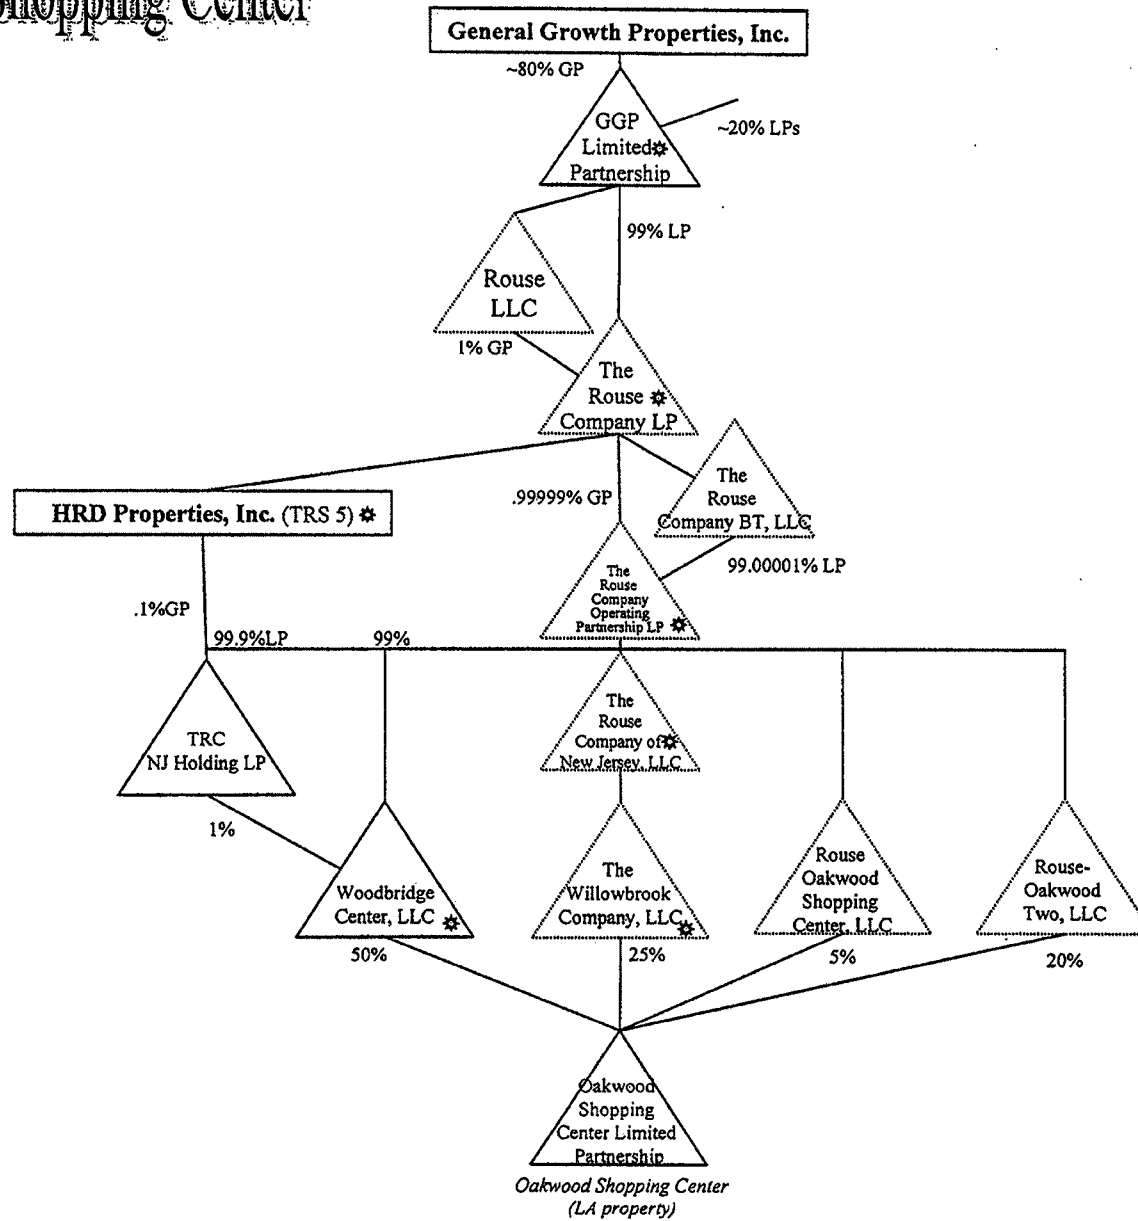 Shopping Center
General Growth Properties, Inc.
~80% GP
GGP
Limited
Partnership
~20% LPs
99% LP
Rouse
LLC
1% GP
The
Rouse
Company LP
HRD Properties, Inc. (TRS 5)
.99999% GP
The
Rouse
Company BT, LLC
99.00001% LP
The
Rouse
Company
Operating
Partnership LP
.1%GP
99.9%LP
99%
TRC
NJ Holding LP
The
Rouse
Company of
New Jersey, LLC
1%
Woodbridge
Center, LLC
The
Willowbrook
Company, LLC
Rouse
Oakwood
Shopping
Center, LLC
Rouse-
Oakwood
Two, LLC
50%
25%
5%
20%
Oakwood
Shopping
Center Limited
Partnership
Oakwood Shopping Center
(LA property)